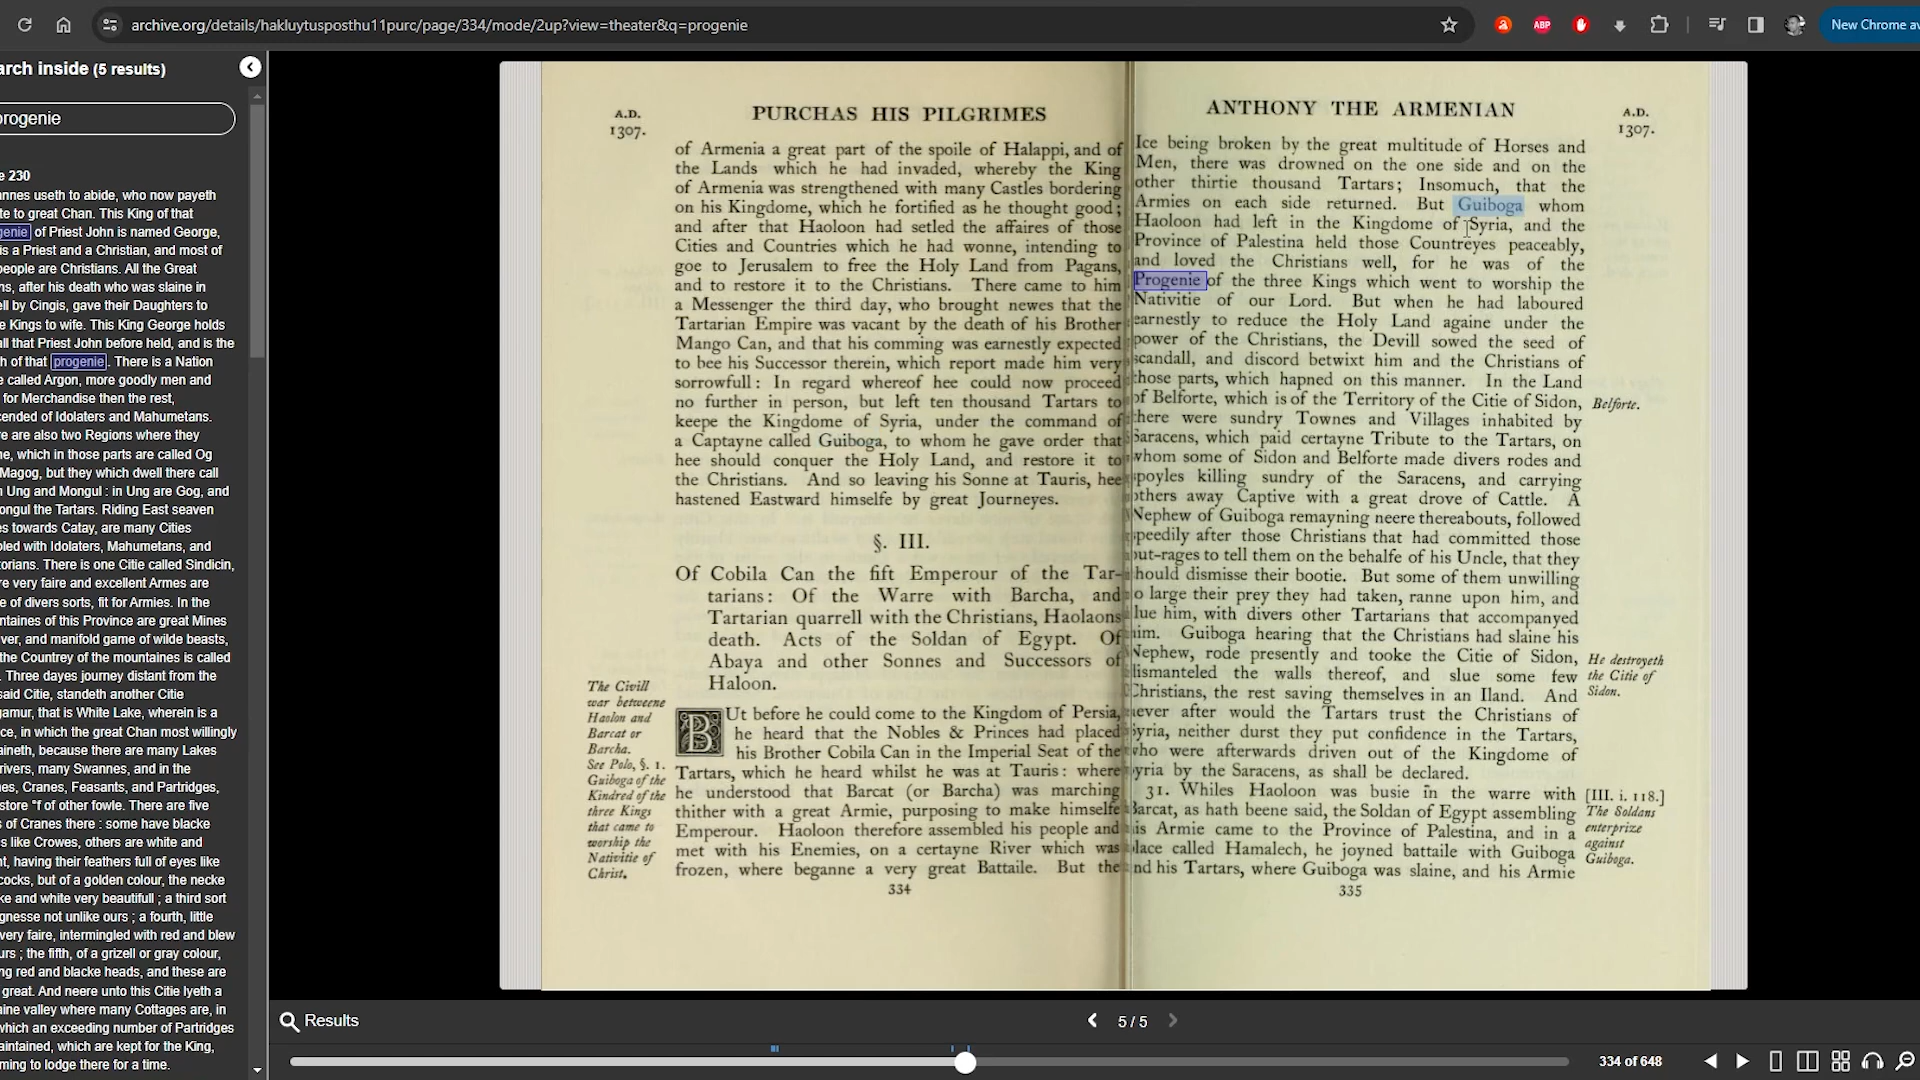 archive.org/details/hakluytusposthu11purc/page/334/mode/2up?view=theater&q=progenie
ABP
New Chrome av
arch inside (5 results)
progenie
e 230
annes useth to abide, who now payeth
te to great Chan. This King of that
genie of Priest John is named George,
is a Priest and a Christian, and most of
people are Christians. All the Great
ns, after his death who was slaine in
ell by Cingis, gave their Daughters to
e Kings to wife. This King George holds
all that Priest John before held, and is the
th of that progenie. There is a Nation
e called Argon, more goodly men and
for Merchandise then the rest,
cended of Idolaters and Mahumetans.
re are also two Regions where they
ne, which in those parts are called Og
Magog, but they which dwell there call
n Ung and Mongul : in Ung are Gog, and
ongul the Tartars. Riding East seaven
es towards Catay, are many Cities
pled with Idolaters, Mahumetans, and
torians. There is one Citie called Sindicin,
re very faire and excellent Armes are
e of divers sorts, fit for Armies. In the
ntaines of this Province are great Mines
ver, and manifold game of wilde beasts,
the Countrey of the mountaines is called
. Three dayes journey distant from the
said Citie, standeth another Citie
gamur, that is White Lake, wherein is a
ce, in which the great Chan most willingly
aineth, because there are many Lakes
rivers, many Swannes, and in the
nes, Cranes, Feasants, and Partridges,
store °f of other fowle. There are five
s of Cranes there : some have blacke
s like Crowes, others are white and
nt, having their feathers full of eyes like
cocks, but of a golden colour, the necke
ke and white very beautifull ; a third sort
gnesse not unlike ours ; a fourth, little
very faire, intermingled with red and blew
urs ; the fifth, of a grizell or gray colour,
ng red and blacke heads, and these are
great. And neere unto this Citie lyeth a
aine valley where many Cottages are, in
which an exceeding number of Partridges
aintained, which are kept for the King,
ming to lodge there for a time.
A.D.
1307.
PURCHAS HIS PILGRIMES
of Armenia a great part of the spoile of Halappi, and of
the Lands which he had invaded, whereby the King
of Armenia was strengthened with many Castles bordering
on his Kingdome, which he fortified as he thought good ;
and after that Haoloon had setled the affaires of those
Cities and Countries which he had wonne, intending to
goe to Jerusalem to free the Holy Land from Pagans,
and to restore it to the Christians. There came to him
a Messenger the third day, who brought newes that the
Tartarian Empire was vacant by the death of his Brother
Mango Can, and that his comming was earnestly expected
to bee his Successor therein, which report made him very
sorrowfull : In regard whereof hee could now proceed
no further in person, but left ten thousand Tartars to
keepe the Kingdome of Syria, under the command of
a Captayne called Guiboga, to whom he gave order that
hee should conquer the Holy Land, and restore it to
the Christians. And so leaving his Sonne at Tauris, hee
hastened Eastward himselfe by great Journeyes.
§. III.
Of Cobila Can the fift Emperour of the Tar-
tarians : Of the Warre with Barcha, and
Tartarian quarrell with the Christians, Haolaons
death. Acts of the Soldan of Egypt. Of
Abaya and other Sonnes and Successors of
Haloon.
The Civill
war betweene
Haolon and
Barcat or
Barcha.
See Polo, §. 1.
Guiboga of the
Kindred of the
three Kings
that came to
worship the
Nativitie of
Christ.
BUt before he could come to the Kingdom of Persia,
he heard that the Nobles & Princes had placed
his Brother Cobila Can in the Imperial Seat of the
Tartars, which he heard whilst he was at Tauris : where
he understood that Barcat (or Barcha) was marching
thither with a great Armie, purposing to make himselfe
Emperour. Haoloon therefore assembled his people and
met with his Enemies, on a certayne River which was
frozen, where beganne a very great Battaile. But the
334
ANTHONY THE ARMENIAN
A.D.
1307.
Ice being broken by the great multitude of Horses and
Men, there was drowned on the one side and on the
other thirtie thousand Tartars ; Insomuch, that the
Armies on each side returned. But Guiboga whom
Haoloon had left in the Kingdome of Syria, and the
Province of Palestina held those Countreyes peaceably,
and loved the Christians well, for he was of the
Progenie of the three Kings which went to worship the
Nativitie of our Lord. But when he had laboured
earnestly to reduce the Holy Land againe under the
power of the Christians, the Devill sowed the seed of
scandall, and discord betwixt him and the Christians of
those parts, which hapned on this manner. In the Land
of Belforte, which is of the Territory of the Citie of Sidon,
there were sundry Townes and Villages inhabited by
Saracens, which paid certayne Tribute to the Tartars, on
whom some of Sidon and Belforte made divers rodes and
spoyles killing sundry of the Saracens, and carrying
others away Captive with a great drove of Cattle. A
Nephew of Guiboga remayning neere thereabouts, followed
speedily after those Christians that had committed those
out-rages to tell them on the behalfe of his Uncle, that they
should dismisse their bootie. But some of them unwilling
o large their prey they had taken, ranne upon him, and
lue him, with divers other Tartarians that accompanyed
him. Guiboga hearing that the Christians had slaine his
Nephew, rode presently and tooke the Citie of Sidon,
dismanteled the walls thereof, and slue some few
Christians, the rest saving themselves in an Iland. And
never after would the Tartars trust the Christians of
Syria, neither durst they put confidence in the Tartars,
who were afterwards driven out of the Kingdome of
yria by the Saracens, as shall be declared.
31. Whiles Haoloon was busie in the warre with
Barcat, as hath beene said, the Soldan of Egypt assembling
his Armie came to the Province of Palestina, and in a
place called Hamalech, he joyned battaile with Guiboga
nd his Tartars, where Guiboga was slaine, and his Armie
335
Belforte.
He destroyeth
the Citie of
Sidon.
[III. i. 118.]
The Soldans
enterprize
against
Guiboga.
Results
5 / 5
334 of 648